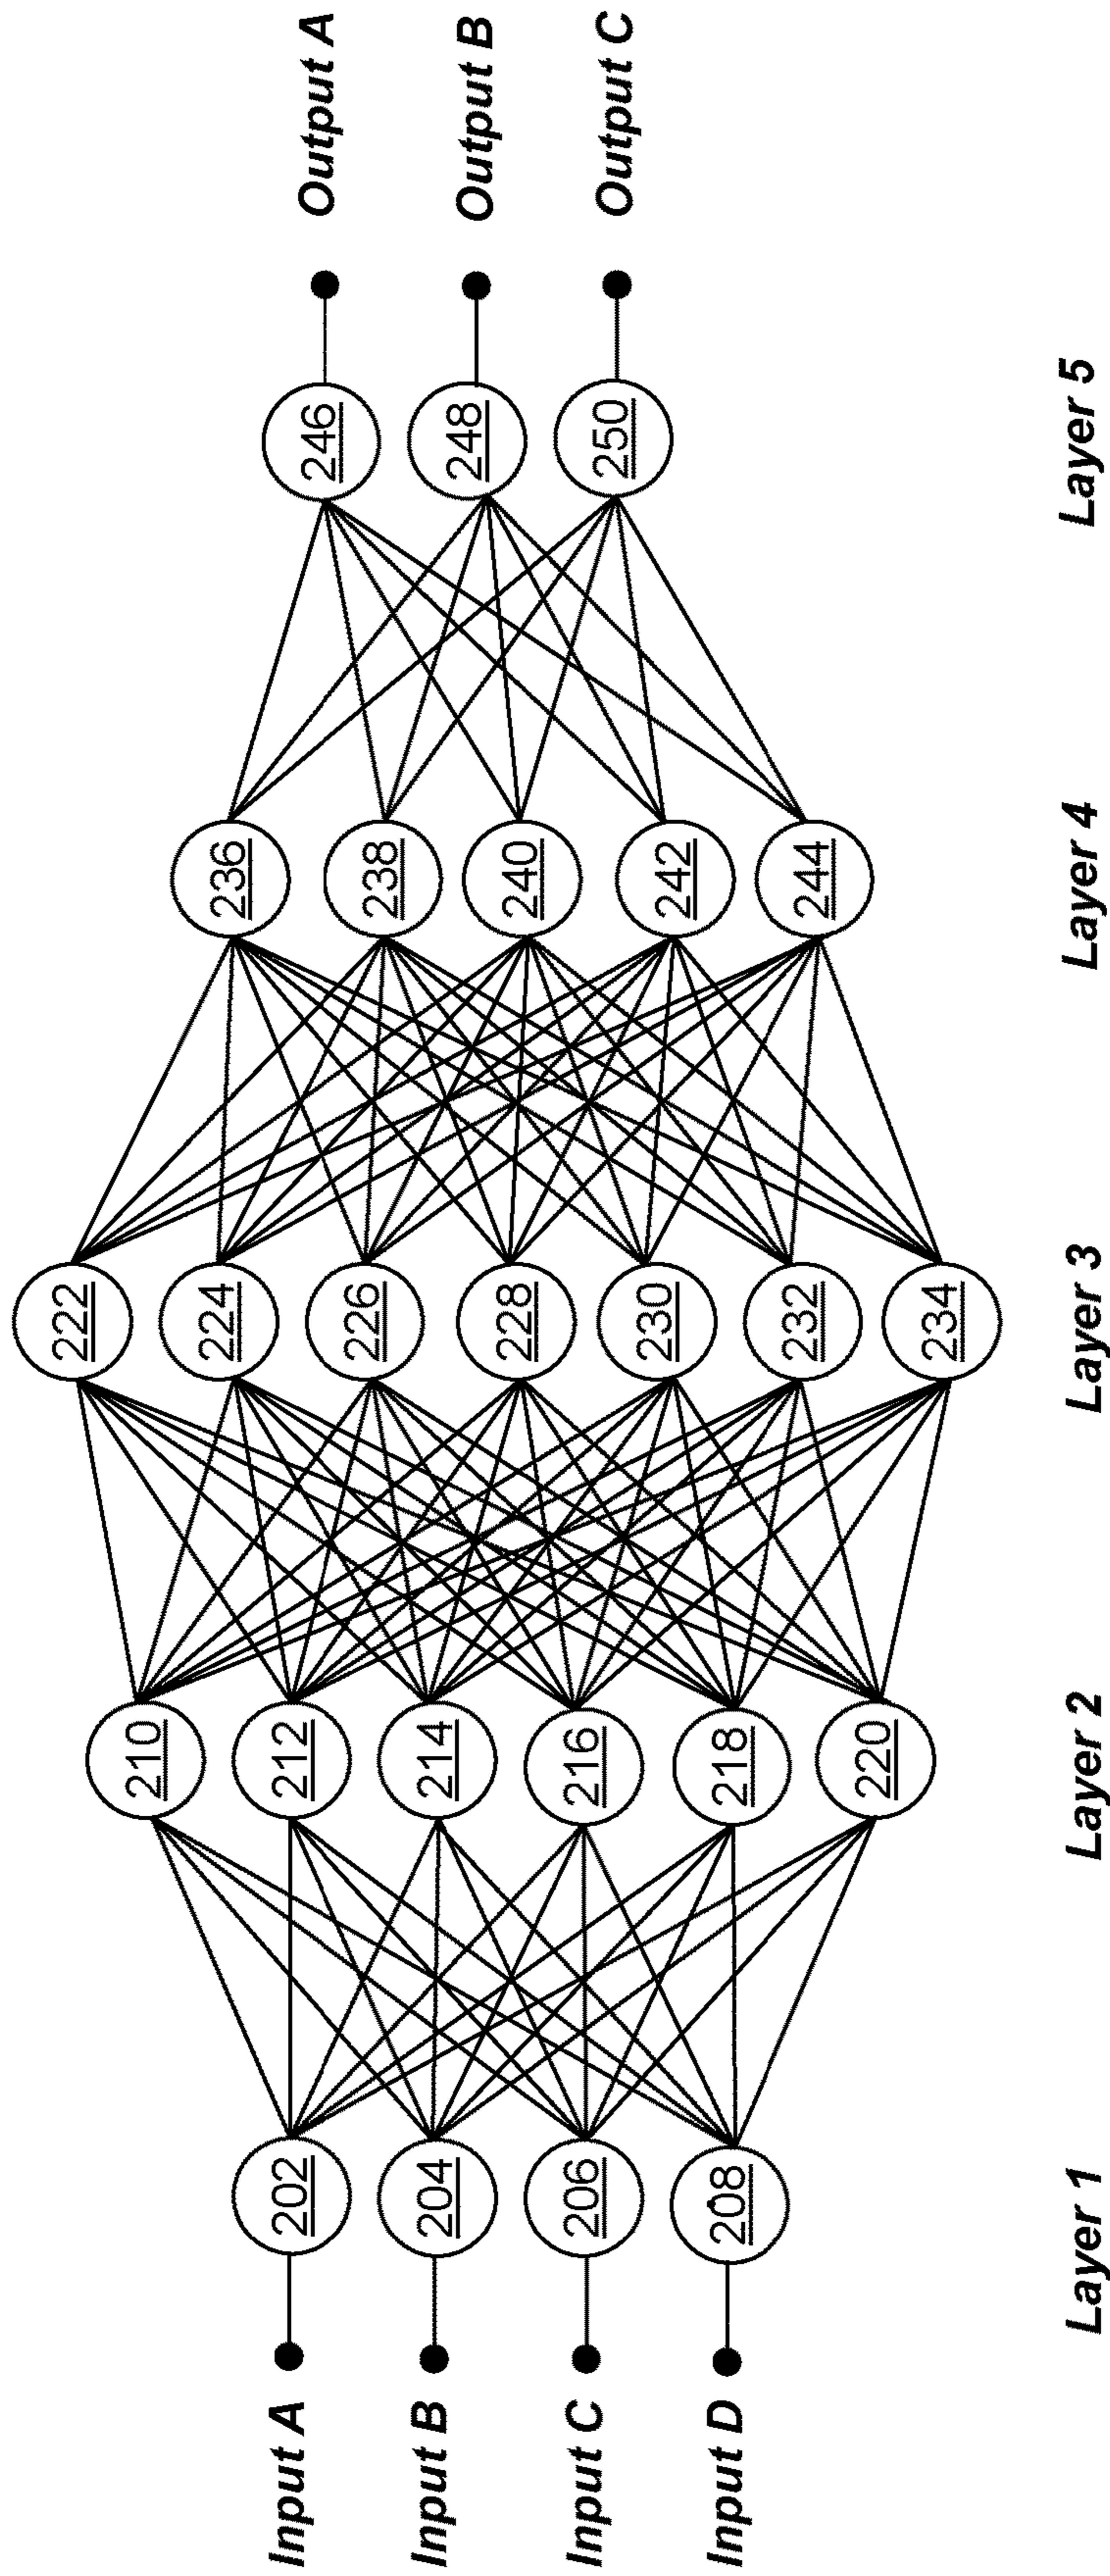 Input A
Input B
Input C
Input D
202
204
206
208
210
212
214
216
218
220
222
224
226
228
230
232
234
236
238
240
242
244
246
248
250
Output A
Output B
Output C
Layer 1
Layer 2
Layer 3
Layer 4
Layer 5